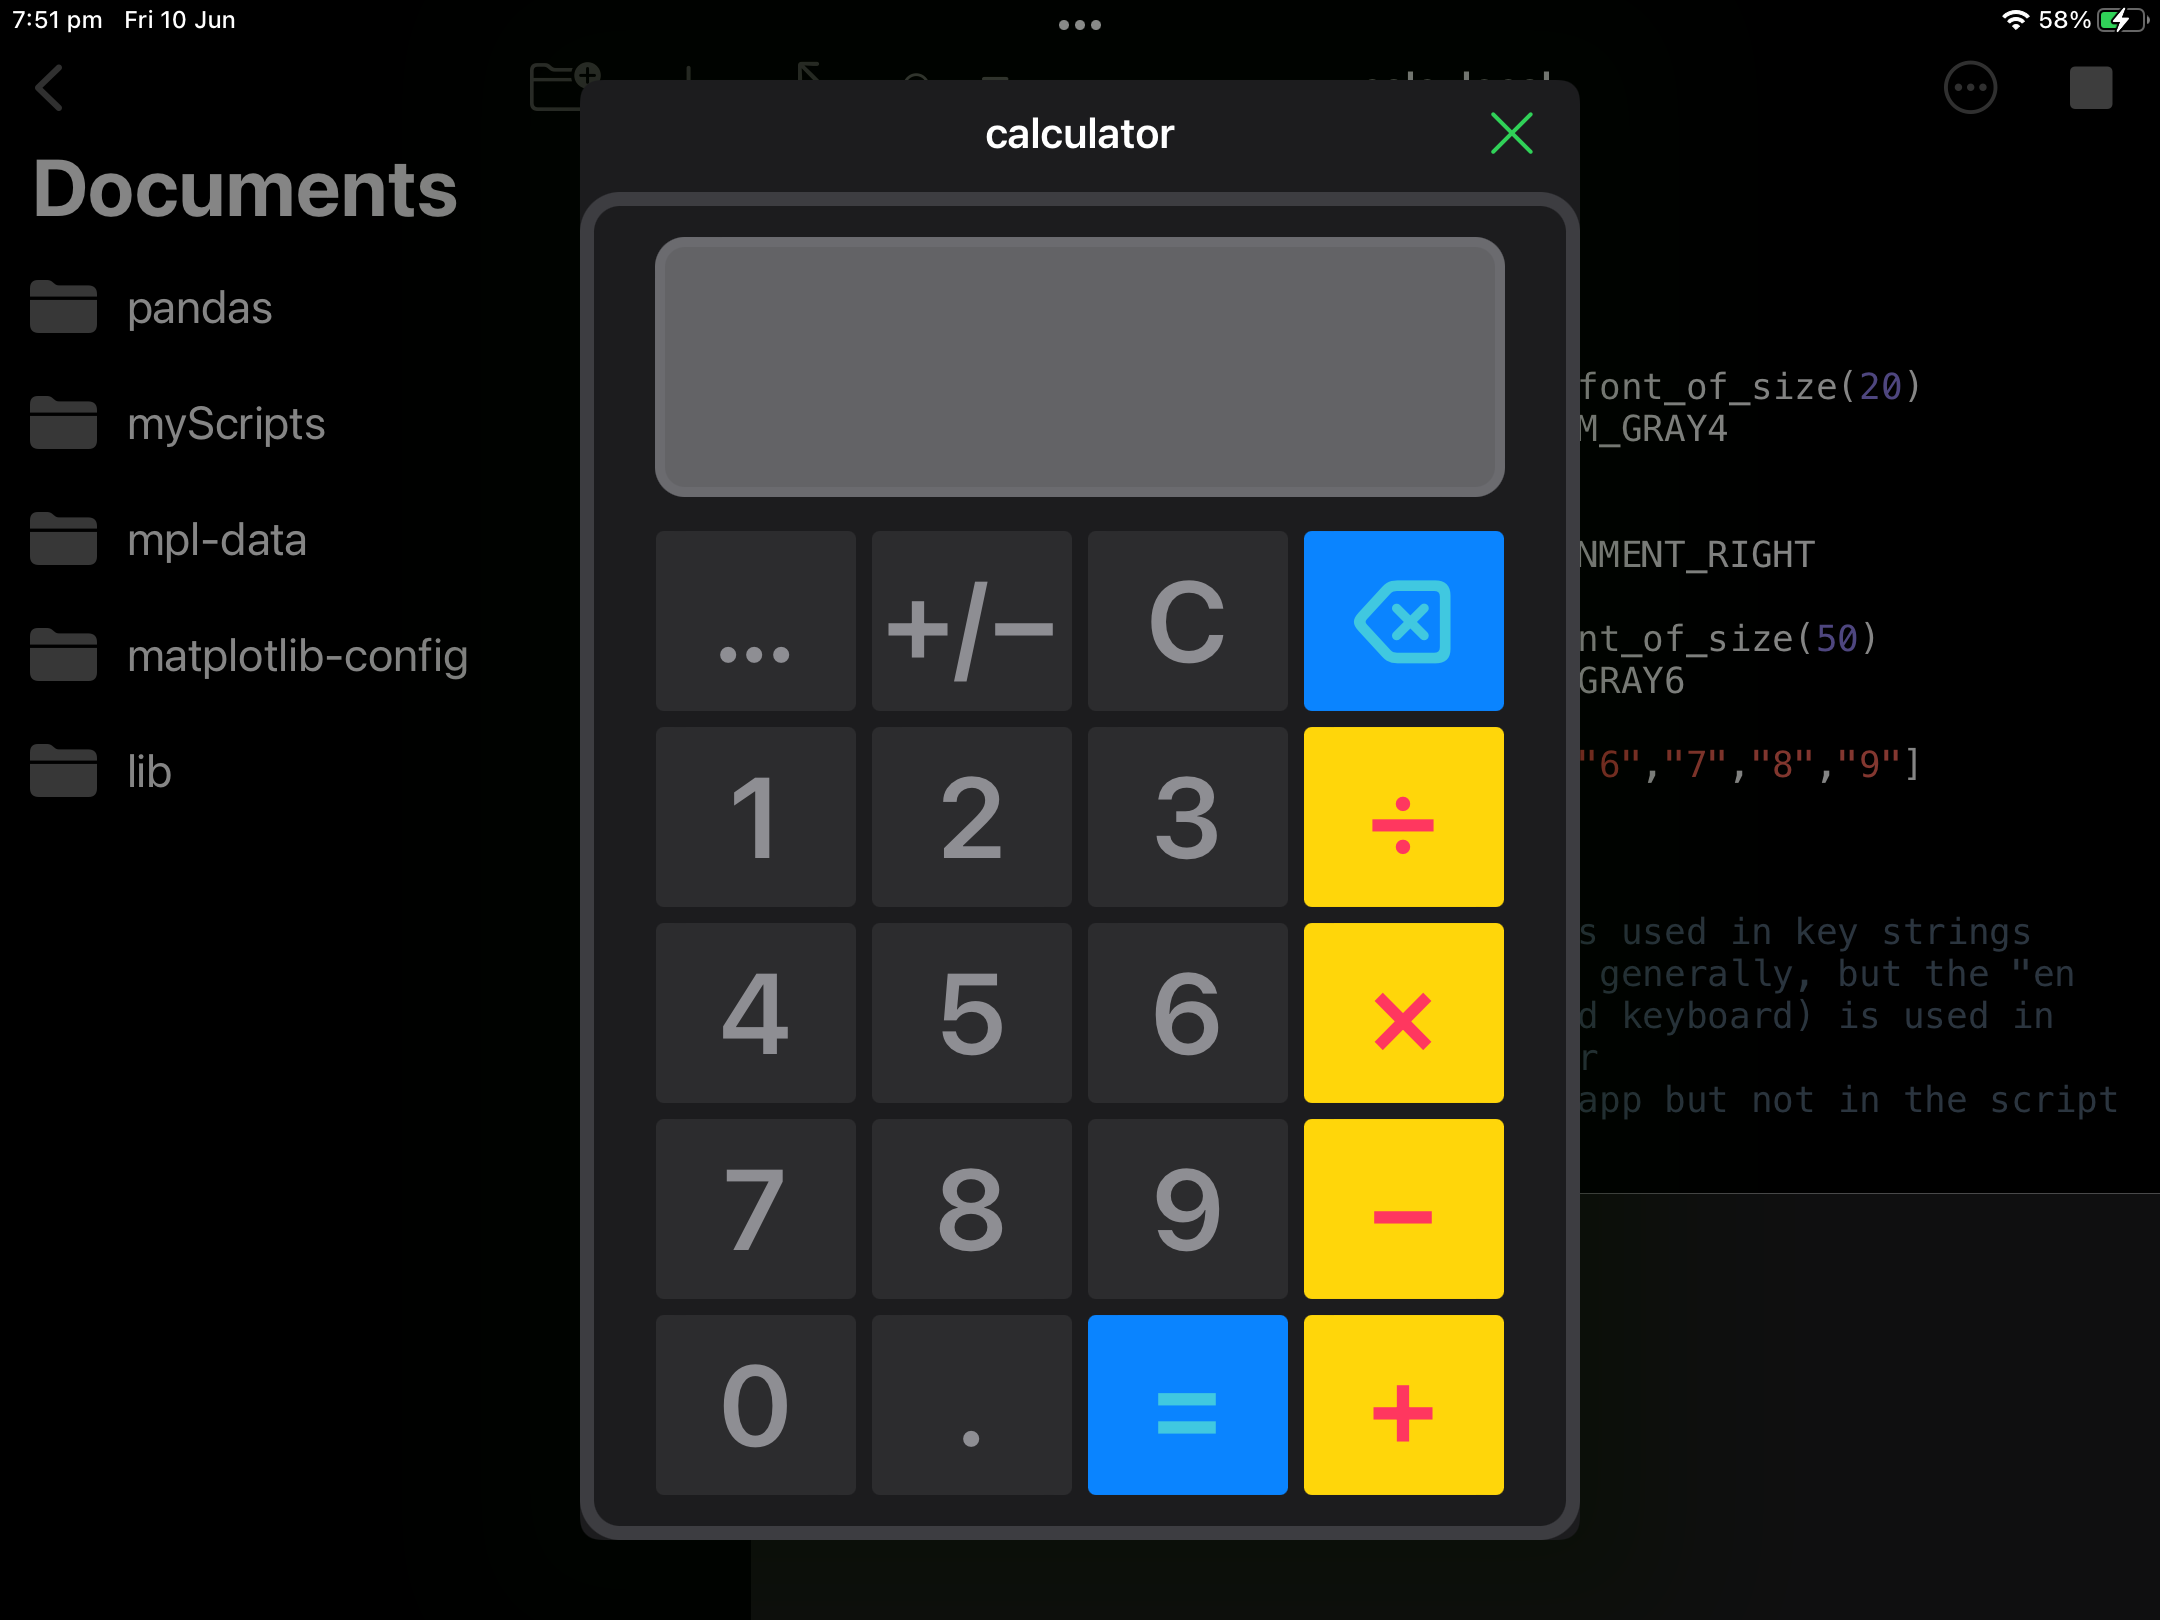 7:51 pm Fri 10 Jun
58%
Documents
pandas
myScripts
mpl-data
matplotlib-config
lib
calculator
... +/− C
1 2 3 ÷
4 5 6 ×
7 8 9 −
0 . = +
font_of_size(20)
M_GRAY4
NMENT_RIGHT
nt_of_size(50)
GRAY6
"6","7","8","9"]
s used in key strings
generally, but the "en
d keyboard) is used in
r
app but not in the script